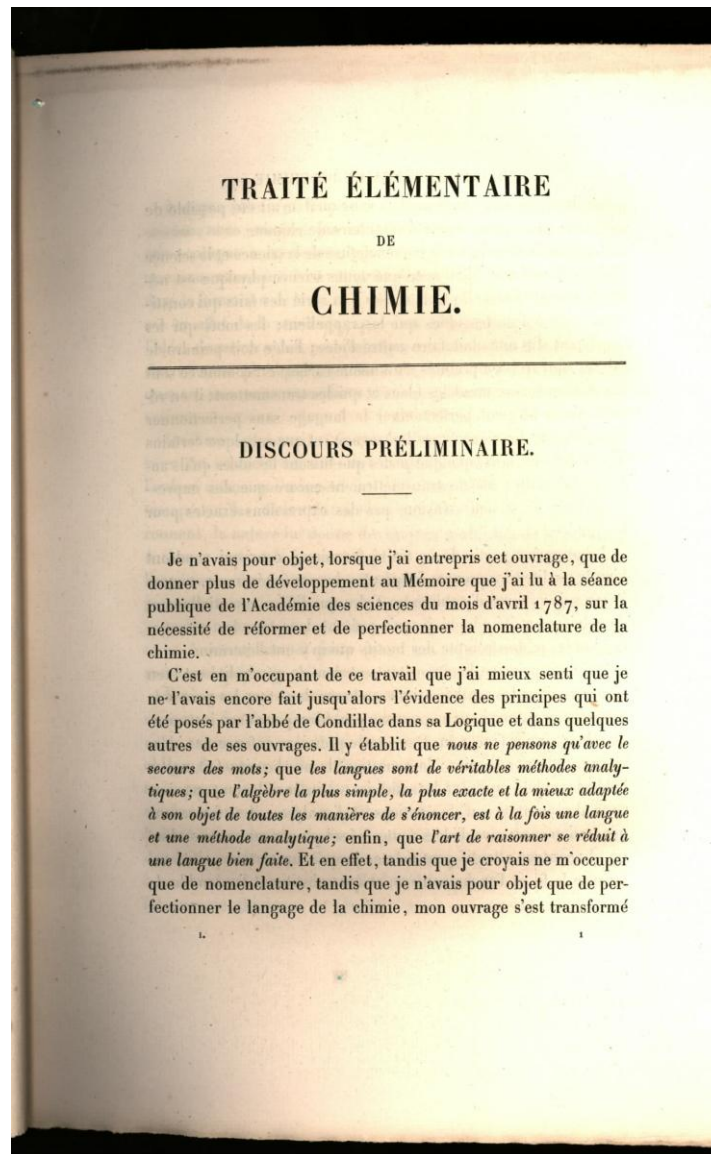 TRAITÉ ÉLÉMENTAIRE
DE
CHIMIE.
DISCOURS PRÉLIMINAIRE.
Je n'avais pour objet, lorsque j'ai entrepris cet ouvrage, que de
donner plus de développement au Mémoire que j'ai lu à la séance
publique de l'Académie des sciences du mois d'avril 1787, sur la
nécessité de réformer et de perfectionner la nomenclature de la
chimie.
C'est en m'occupant de ce travail que j'ai mieux senti que je
ne l'avais encore fait jusqu'alors l'évidence des principes qui ont
été posés par l'abbé de Condillac dans sa Logique et dans quelques
autres de ses ouvrages. Il y établit que nous ne pensons qu'avec le
secours des mots; que les langues sont de véritables méthodes analy-
tiques; que l'algèbre la plus simple, la plus exacte et la mieux adaptée
à son objet de toutes les manières de s'énoncer, est à la fois une langue
et une méthode analytique; enfin, que l'art de raisonner se réduit à
une langue bien faite. Et en effet, tandis que je croyais ne m'occuper
que de nomenclature, tandis que je n'avais pour objet que de per-
fectionner le langage de la chimie, mon ouvrage s'est transformé
I. 1